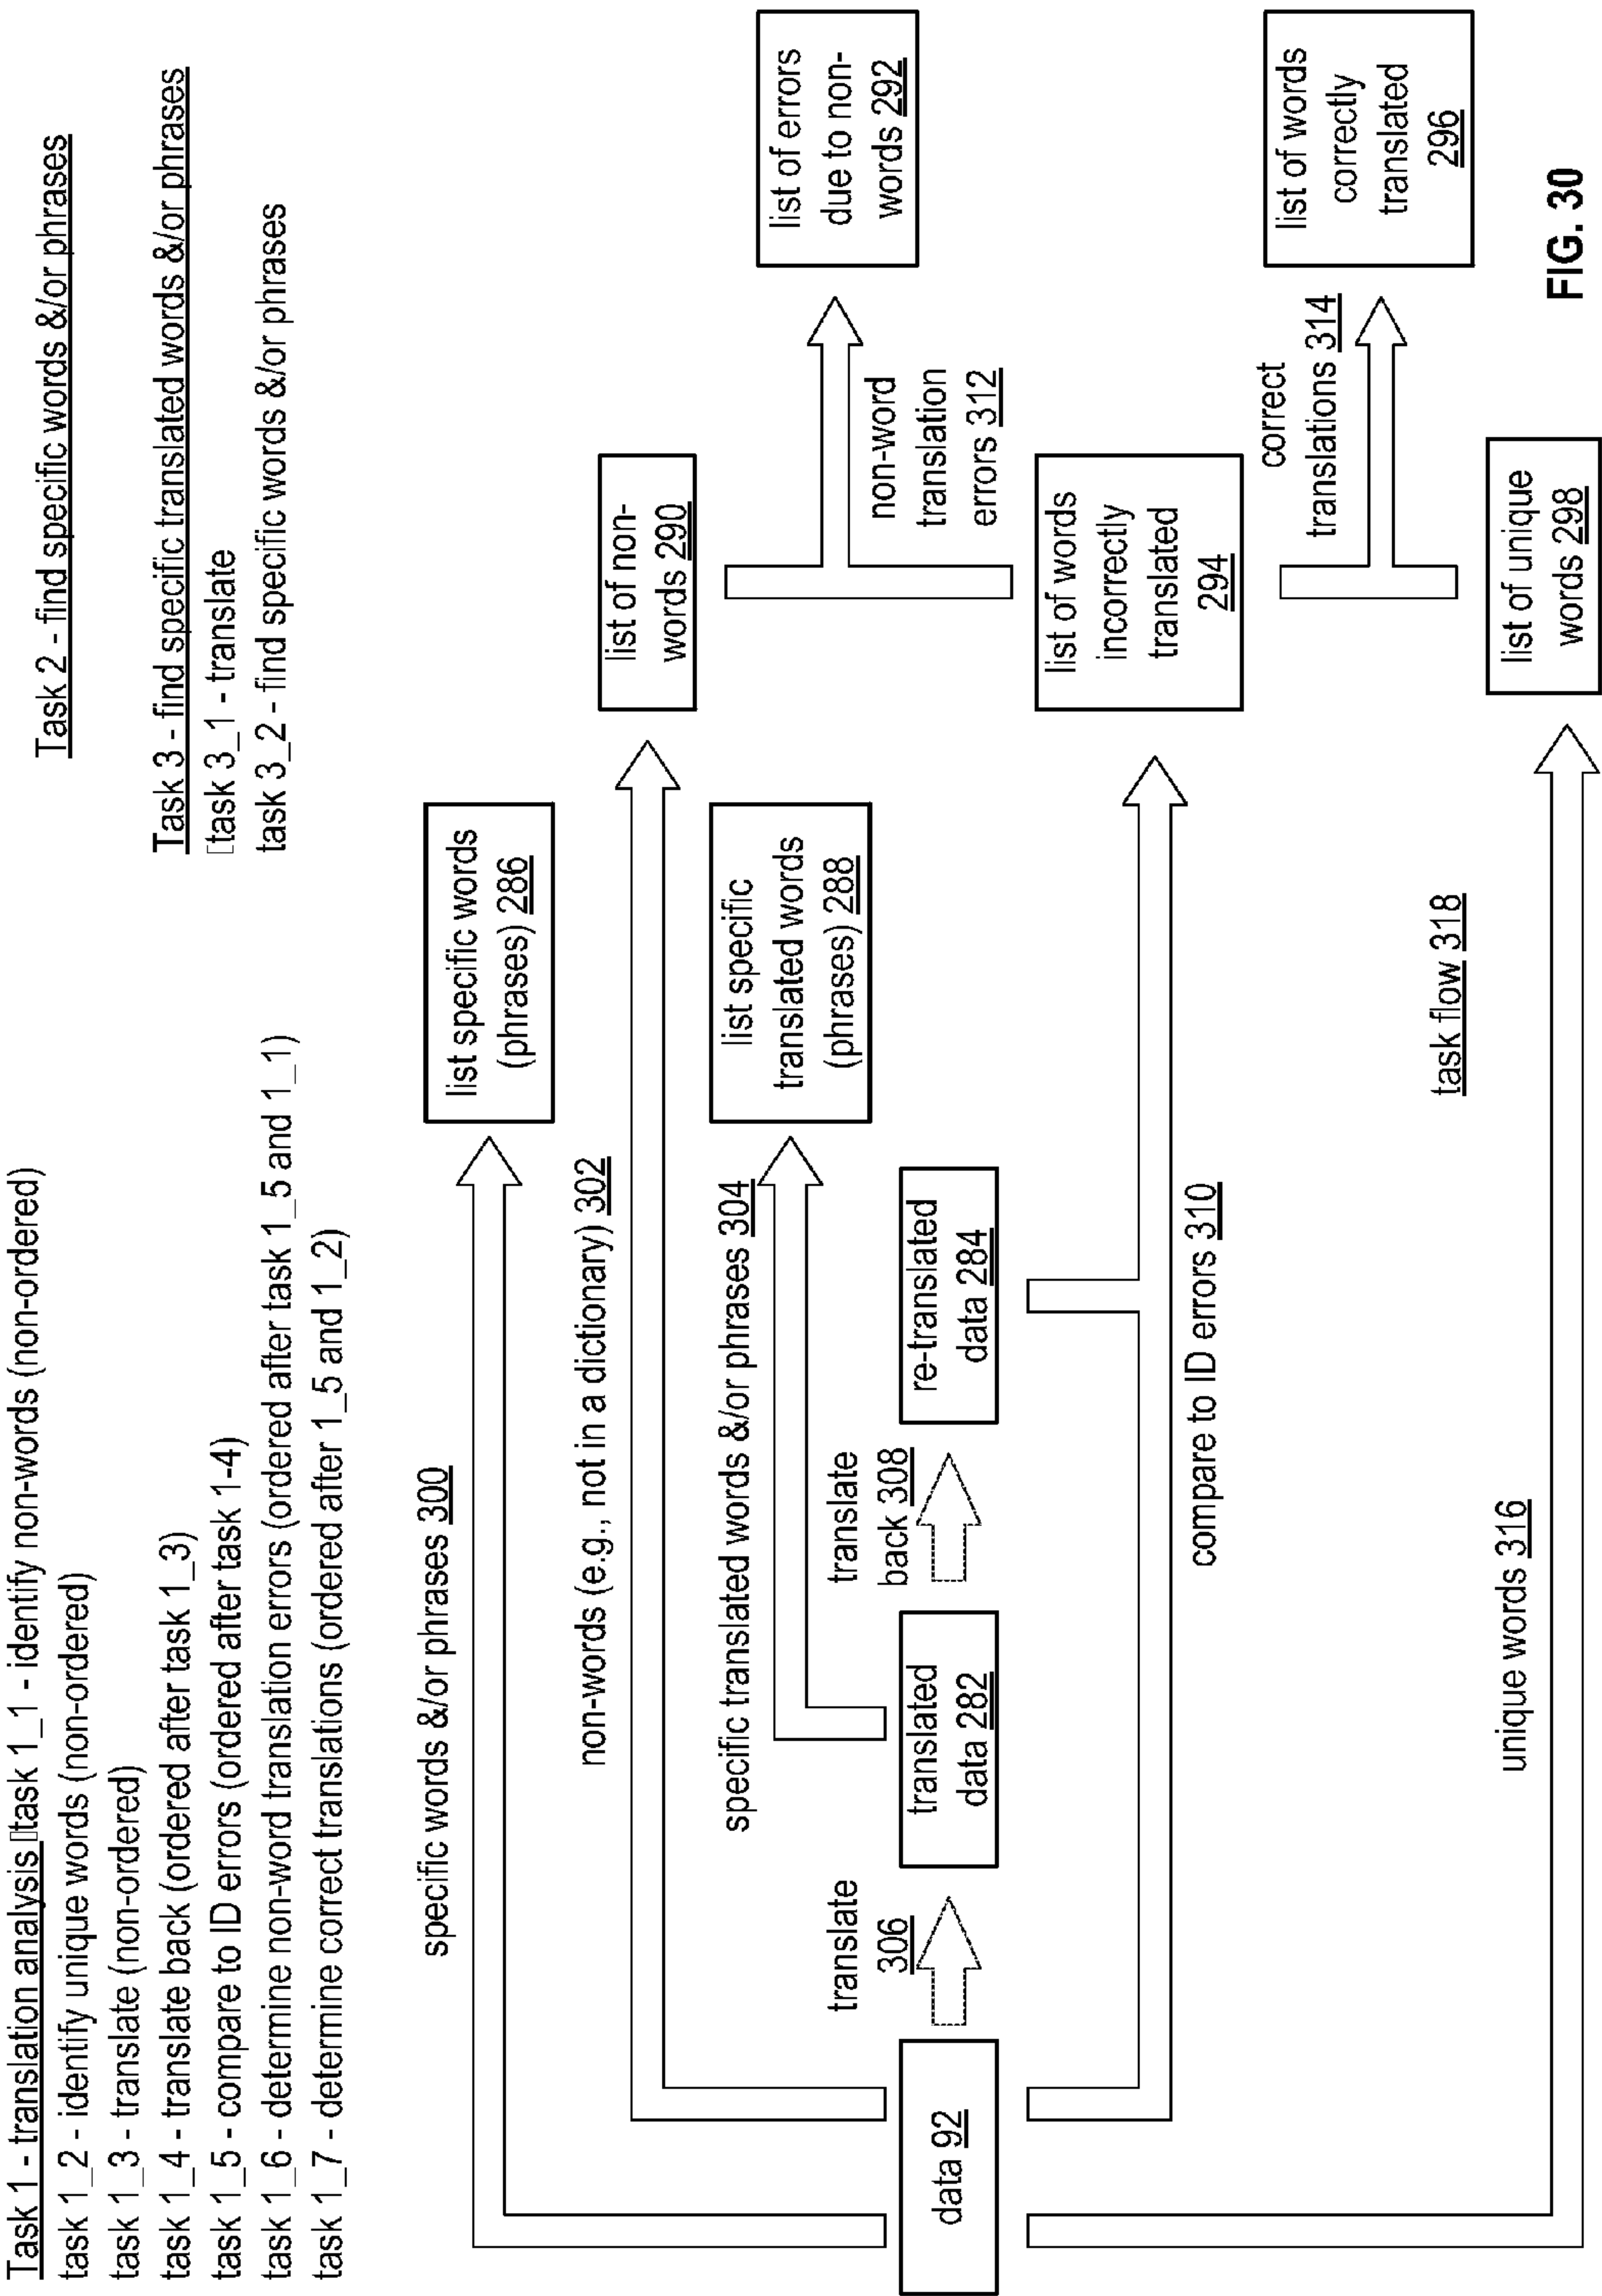 Task 1 - translation analysis ▯task 1_1 - identify non-words (non-ordered)
task 1_2 - identify unique words (non-ordered)
task 1_3 - translate (non-ordered)
task 1_4 - translate back (ordered after task 1_3)
task 1_5 - compare to ID errors (ordered after task 1-4)
task 1_6 - determine non-word translation errors (ordered after task 1_5 and 1_1)
task 1_7 - determine correct translations (ordered after 1_5 and 1_2)
Task 2 - find specific words &/or phrases
Task 3 - find specific translated words &/or phrases
▯task 3_1 - translate
task 3_2 - find specific words &/or phrases
specific words &/or phrases 300
list specific words
(phrases) 286
non-words (e.g., not in a dictionary) 302
list of non-
words 290
specific translated words &/or phrases 304
list specific
translated words
(phrases) 288
list of errors
due to non-
words 292
non-word
translation
errors 312
data 92
translate
306
translated
data 282
translate
back 308
re-translated
data 284
compare to ID errors 310
list of words
incorrectly
translated
294
correct
translations 314
list of words
correctly
translated
296
task flow 318
unique words 316
list of unique
words 298
FIG. 30